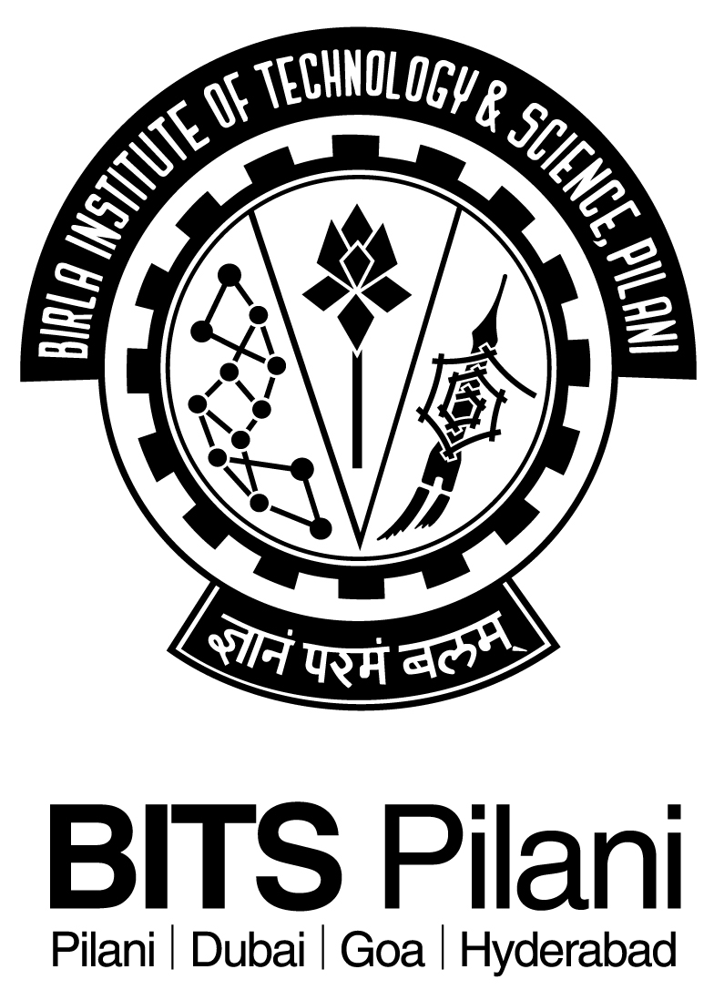 BIRLA INSTITUTE OF TECHNOLOGY & SCIENCE, PILANI
ज्ञानं परमं बलम्
BITS Pilani
Pilani | Dubai | Goa | Hyderabad